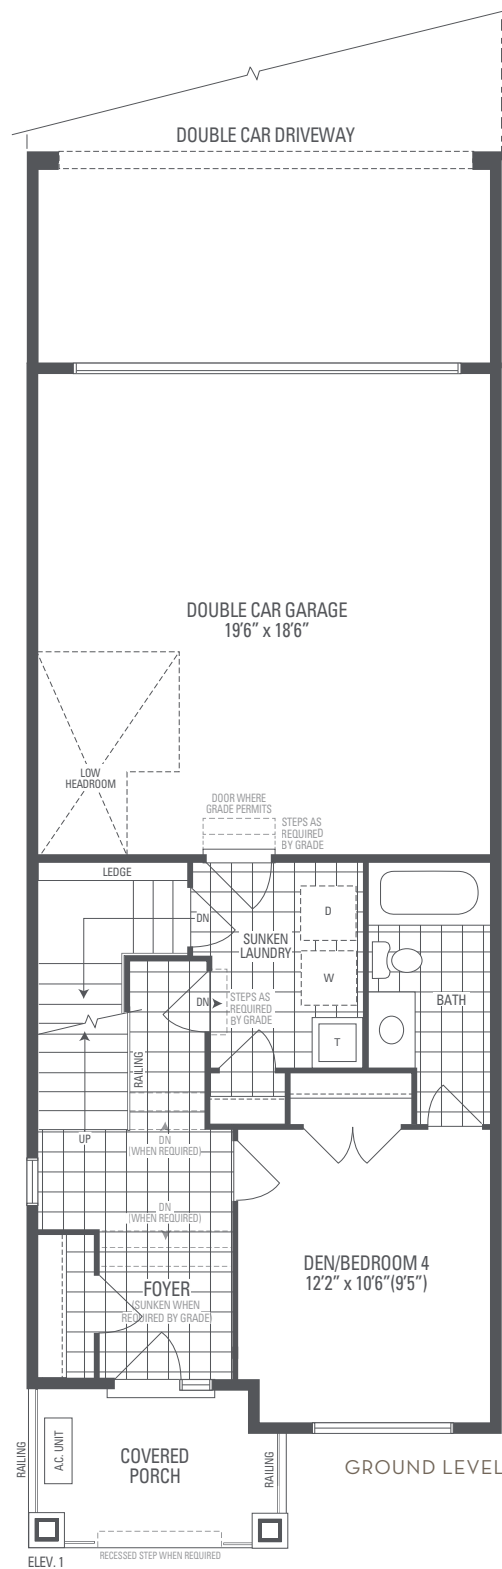 DOUBLE CAR DRIVEWAY
DOUBLE CAR GARAGE
19'6" x 18'6"
LOW
HEADROOM
DOOR WHERE
GRADE PERMITS
STEPS AS
REQUIRED
BY GRADE
LEDGE
DN
D
SUNKEN
LAUNDRY
W
BATH
DN
STEPS AS
REQUIRED
BY GRADE
T
RAILING
UP
DN
(WHEN REQUIRED)
DN
(WHEN REQUIRED)
DEN/BEDROOM 4
12'2" x 10'6"(9'5")
FOYER
(SUNKEN WHEN
REQUIRED BY GRADE)
RAILING
A.C. UNIT
COVERED
PORCH
RAILING
GROUND LEVEL
RECESSED STEP WHEN REQUIRED
ELEV. 1